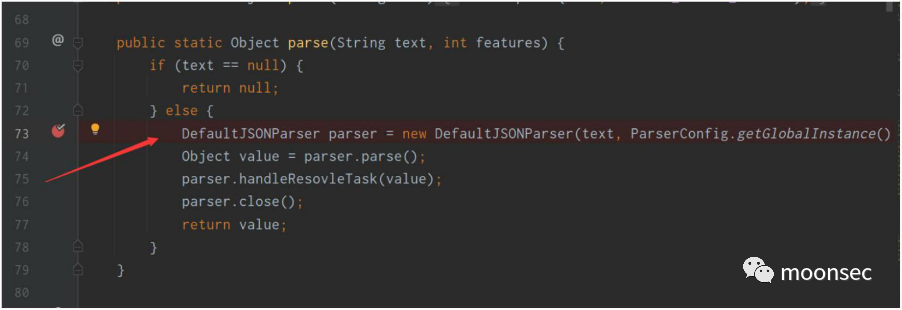 68
69 @ public static Object parse(String text, int features) {
70 if (text == null) {
71 return null;
72 } else {
73 DefaultJSONParser parser = new DefaultJSONParser(text, ParserConfig.getGlobalInstance()
74 Object value = parser.parse();
75 parser.handleResovleTask(value);
76 parser.close();
77 return value;
78 }
79 }
80
moonsec